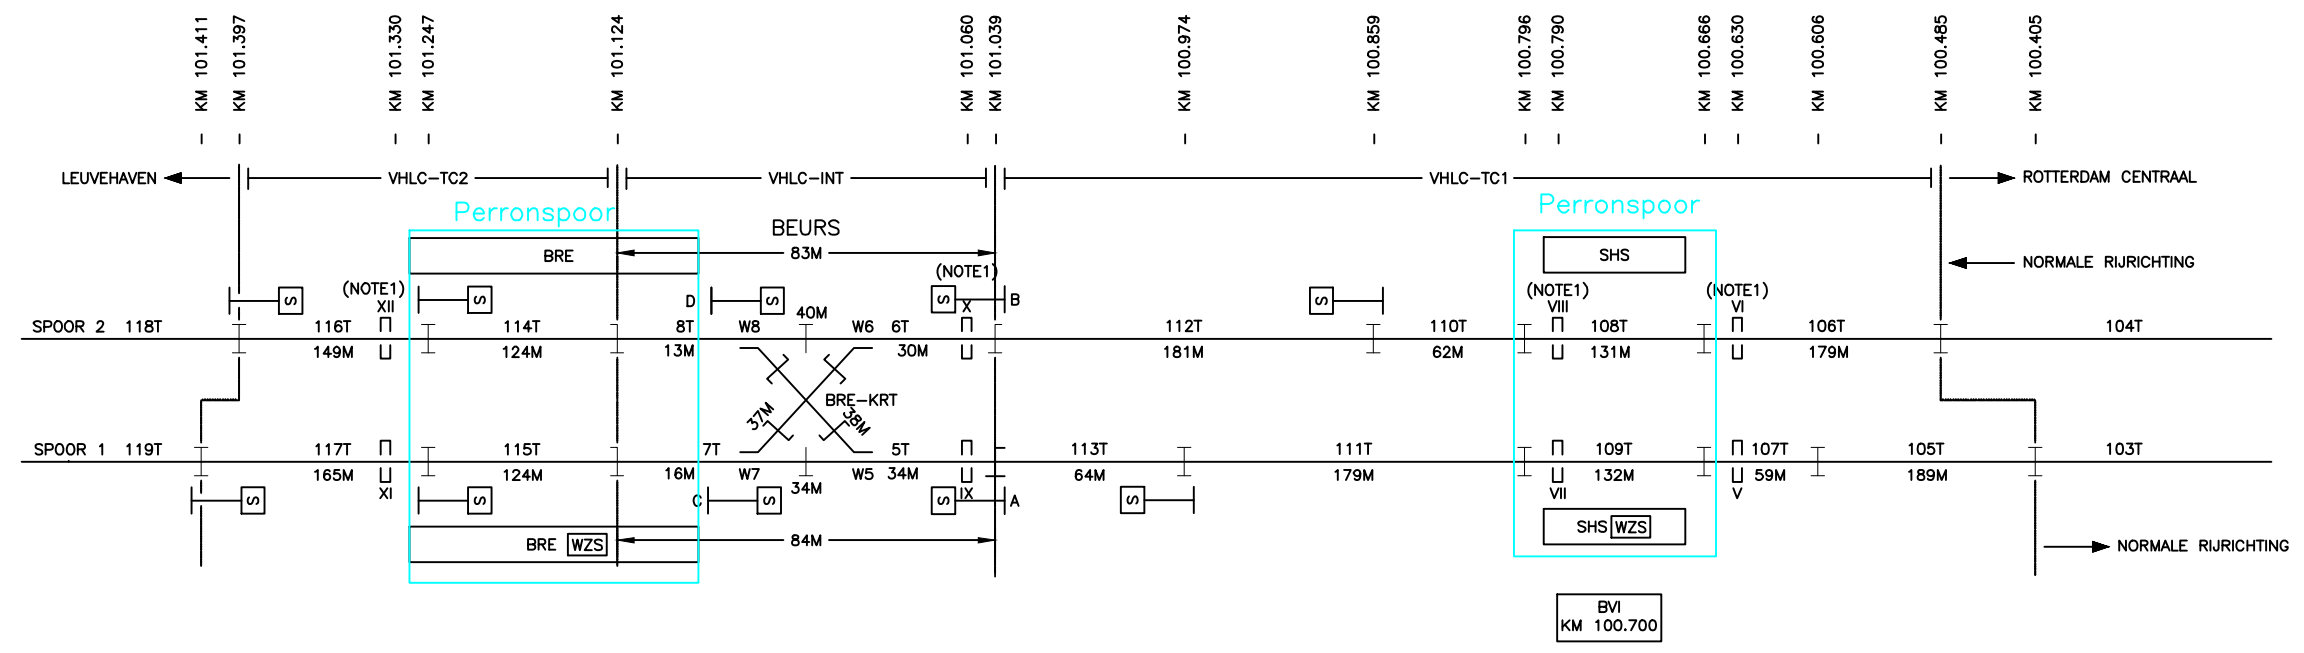 KM 101.411
KM 101.397
KM 101.330
KM 101.247
KM 101.124
KM 101.060
KM 101.039
KM 100.974
KM 100.859
KM 100.796
KM 100.790
KM 100.666
KM 100.630
KM 100.606
KM 100.485
KM 100.405
LEUVEHAVEN VHLC-TC2 VHLC-INT VHLC-TC1 ROTTERDAM CENTRAAL
Perronspoor Perronspoor
BEURS
BRE 83M SHS
NORMALE RIJRICHTING
(NOTE1) (NOTE1) (NOTE1) (NOTE1)
S S D S S B S
XII X VIII VI
40M
SPOOR 2 118T 116T 114T 8T W8 W6 6T 112T 110T 108T 106T 104T
149M 124M 13M 30M 181M 62M 131M 179M
BRE-KRT
37M 38M
SPOOR 1 119T 117T 115T 7T 5T 113T 111T 109T 107T 105T 103T
165M 124M 16M W7 W5 34M 64M 179M 132M 59M 189M
34M
XI IX VII V
S S C S S A S
BRE WZS 84M SHS WZS
NORMALE RIJRICHTING
BVI
KM 100.700